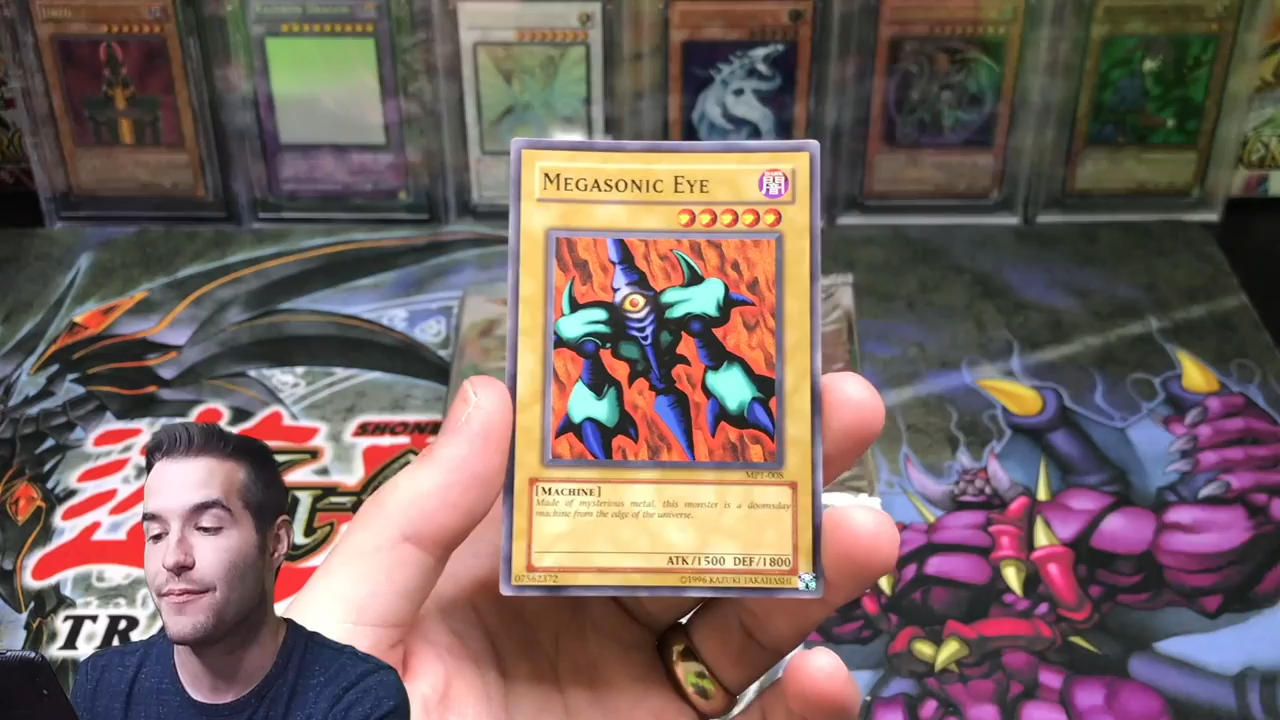 MEGASONIC EYE
闇
MP1-008
[MACHINE]
Made of mysterious metal, this monster is a doomsday
machine from the edge of the universe.
ATK/1500 DEF/1800
07562372
©1996 KAZUKI TAKAHASHI
SHON
TR